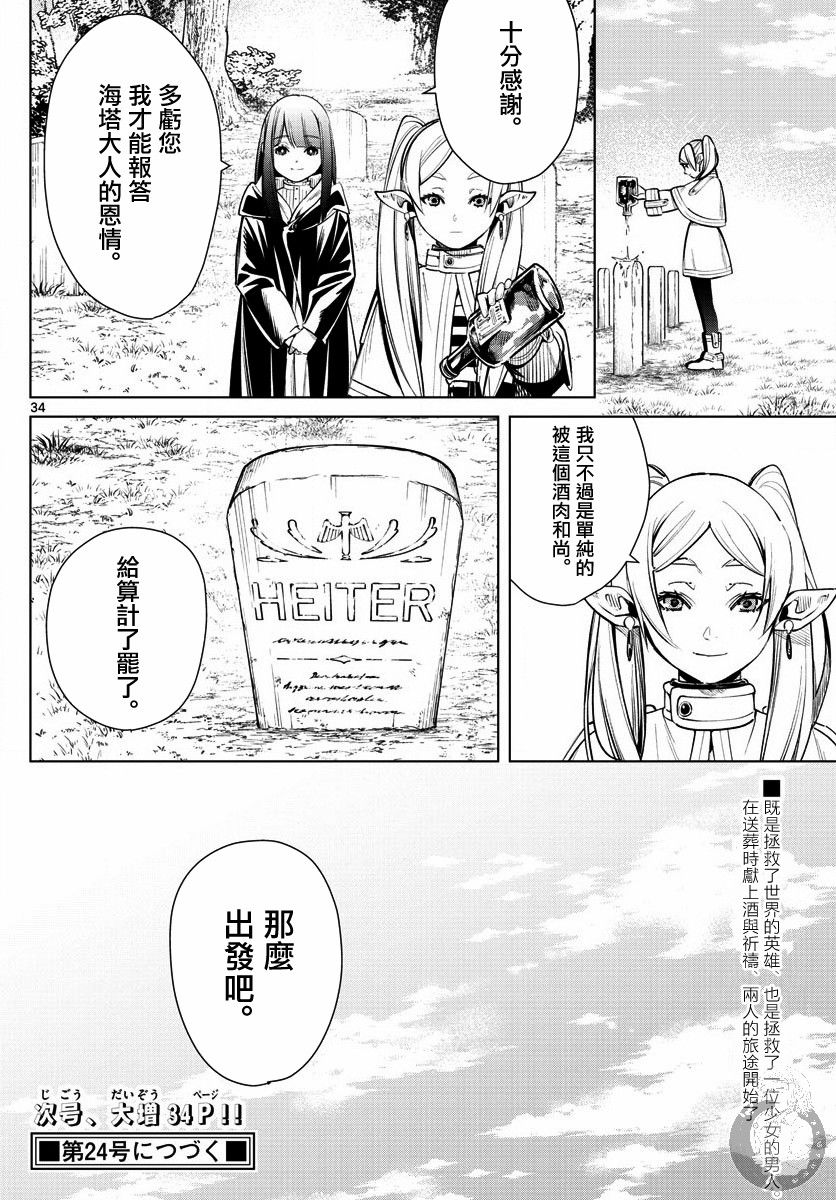 十分感謝。
多虧您
我才能報答
海塔大人的恩情。
34
我只不過是單純的
被這個酒肉和尚。
HEITER
給算計了罷了。
■既是拯救了世界的英雄、也是拯救了一位少女的男人。
在送葬時獻上酒與祈禱、兩人的旅途開始了
那麼
出發吧。
じごう だいぞう ページ
次号、大増34P!!
■第24号につづく■